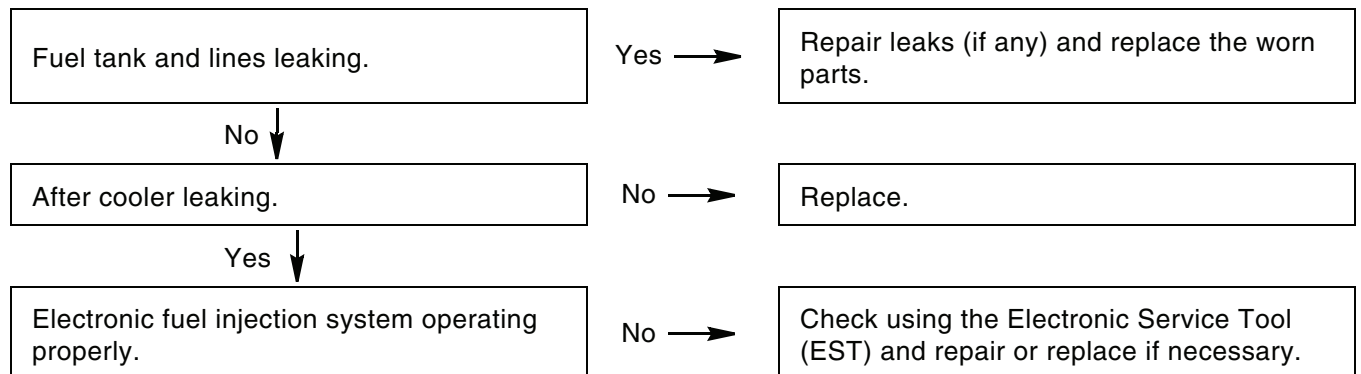 Fuel tank and lines leaking.
Yes
Repair leaks (if any) and replace the worn
parts.
No
After cooler leaking.
No
Replace.
Yes
Electronic fuel injection system operating
properly.
No
Check using the Electronic Service Tool
(EST) and repair or replace if necessary.